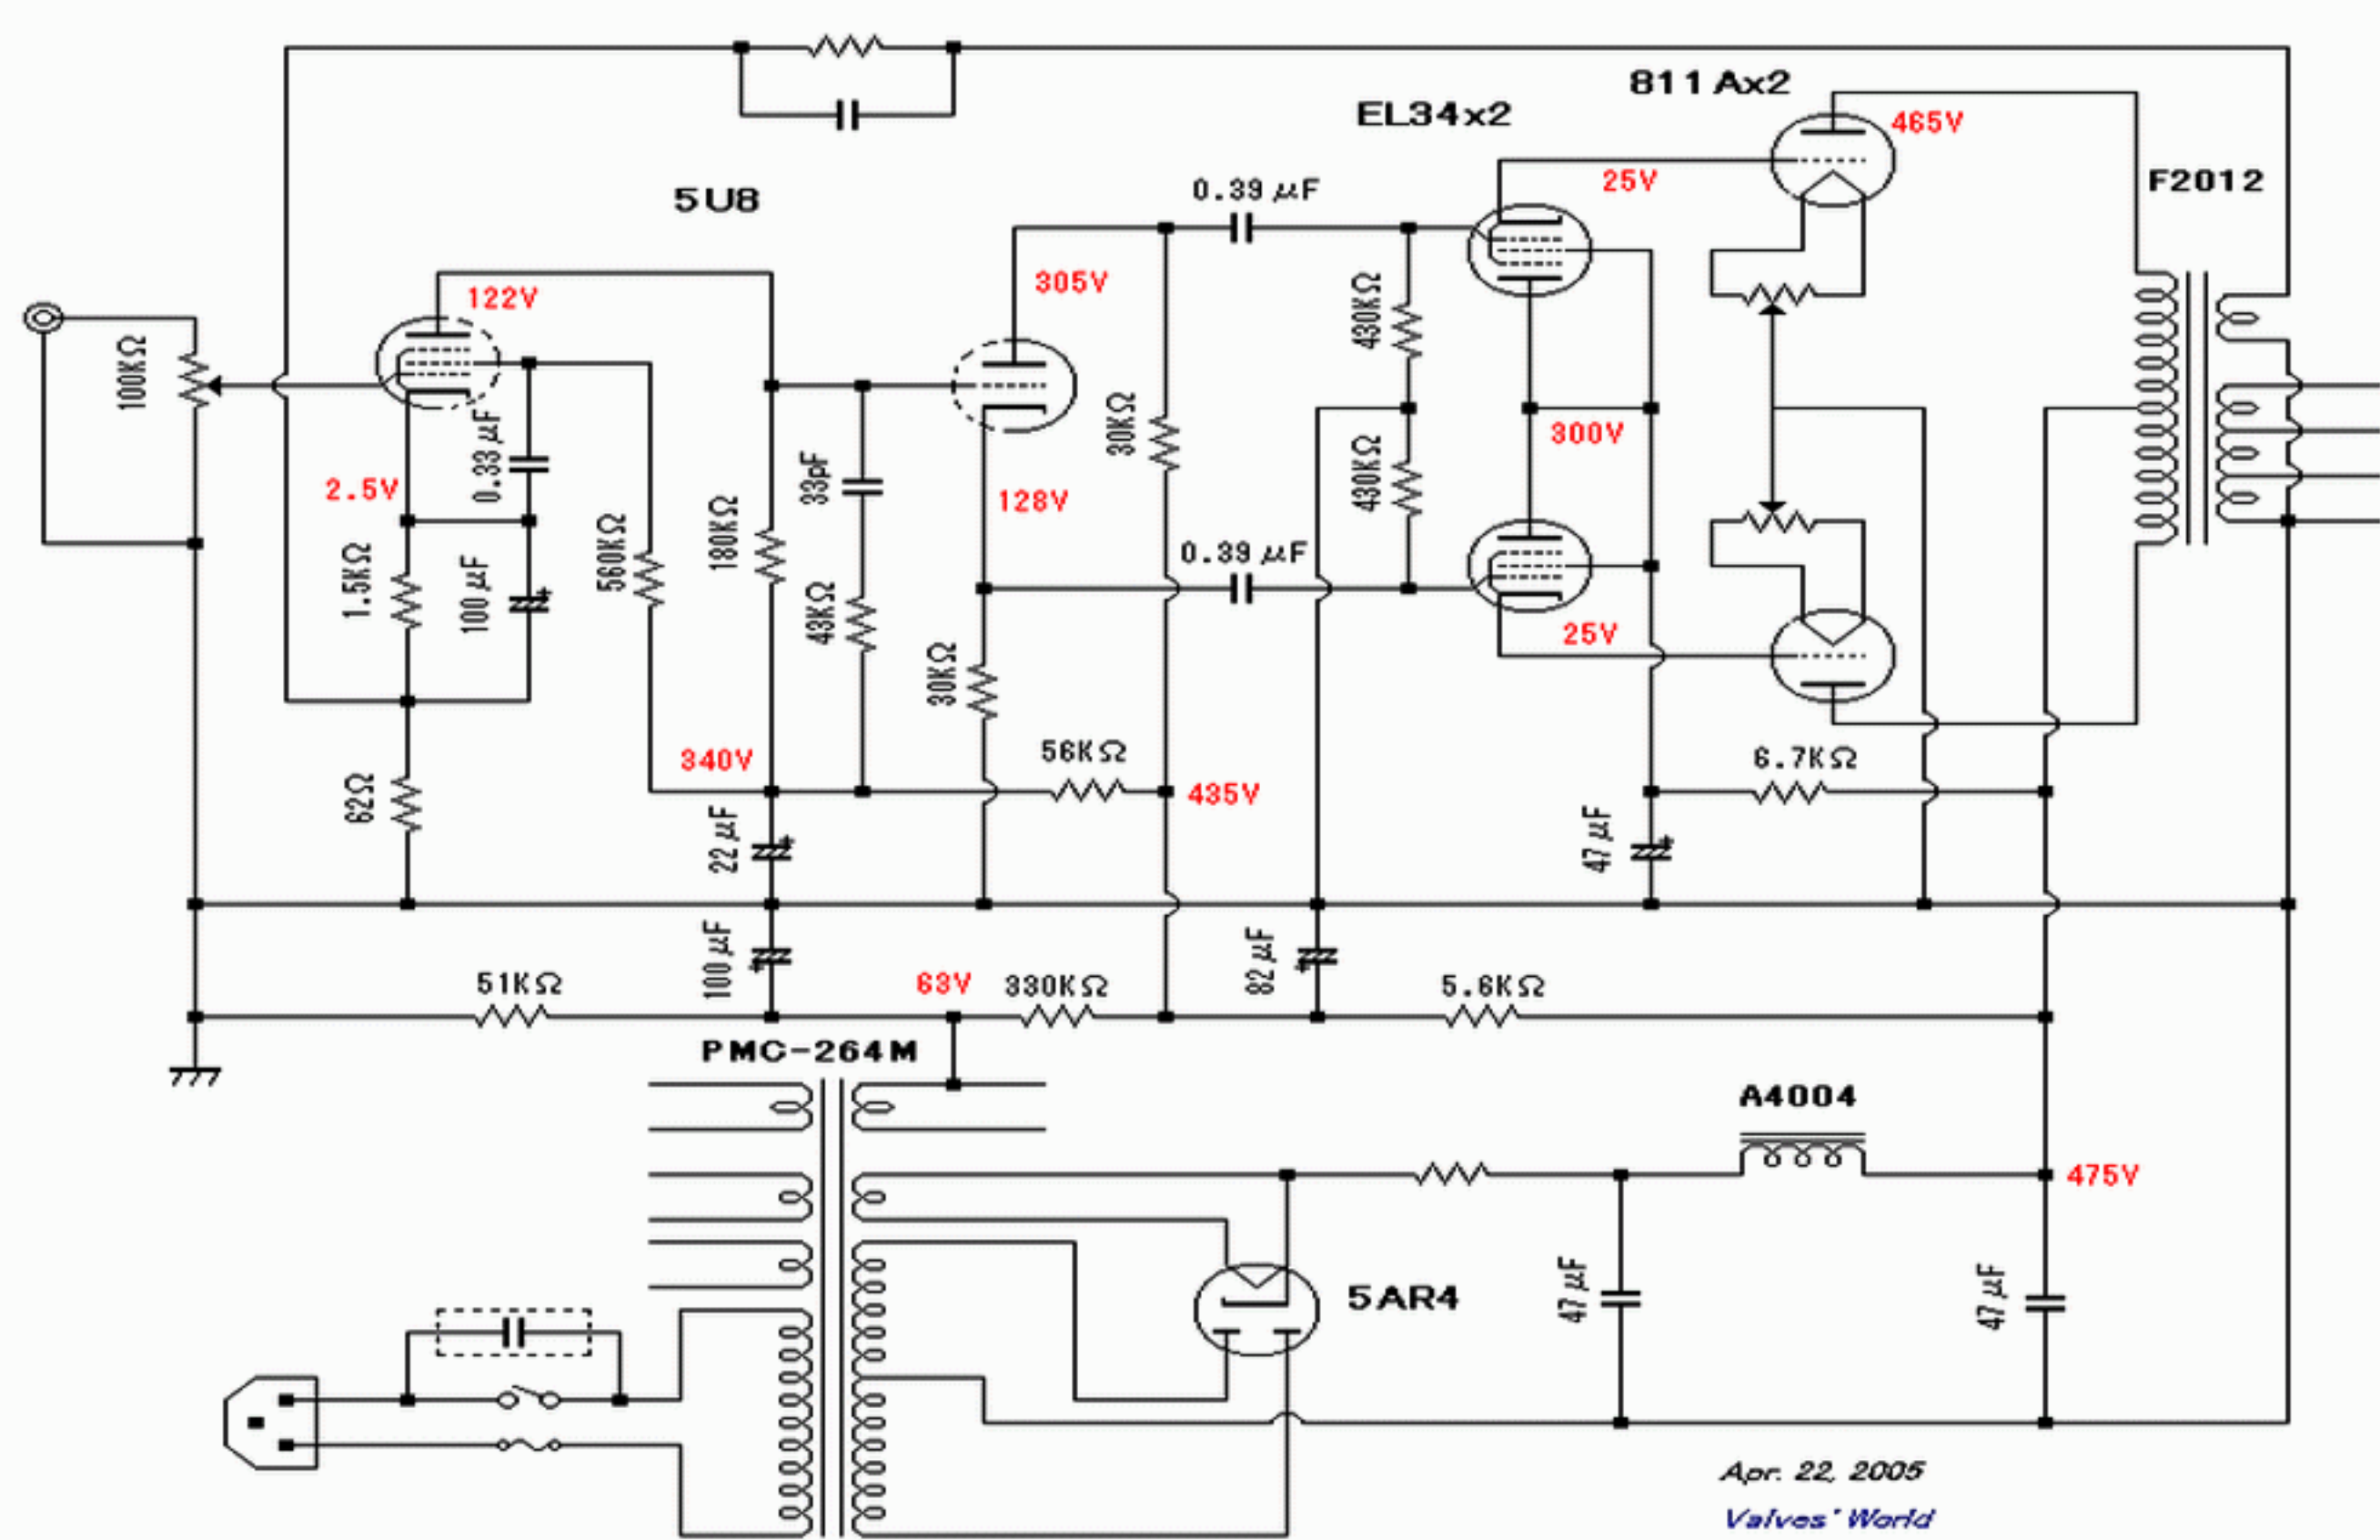 811Ax2
EL34x2
465V
F2012
5U8
0.39μF
25V
122V
305V
100KΩ
430KΩ
0.33μF
30KΩ
2.5V
33pF
180KΩ
128V
430KΩ
300V
1.5KΩ
100μF
560KΩ
43KΩ
0.39μF
25V
30KΩ
340V
56KΩ
435V
6.7KΩ
62Ω
22μF
47μF
100μF
82μF
51KΩ
63V
330KΩ
5.6KΩ
PMC-264M
A4004
475V
5AR4
47μF
47μF
Apr. 22, 2005
Valves' World